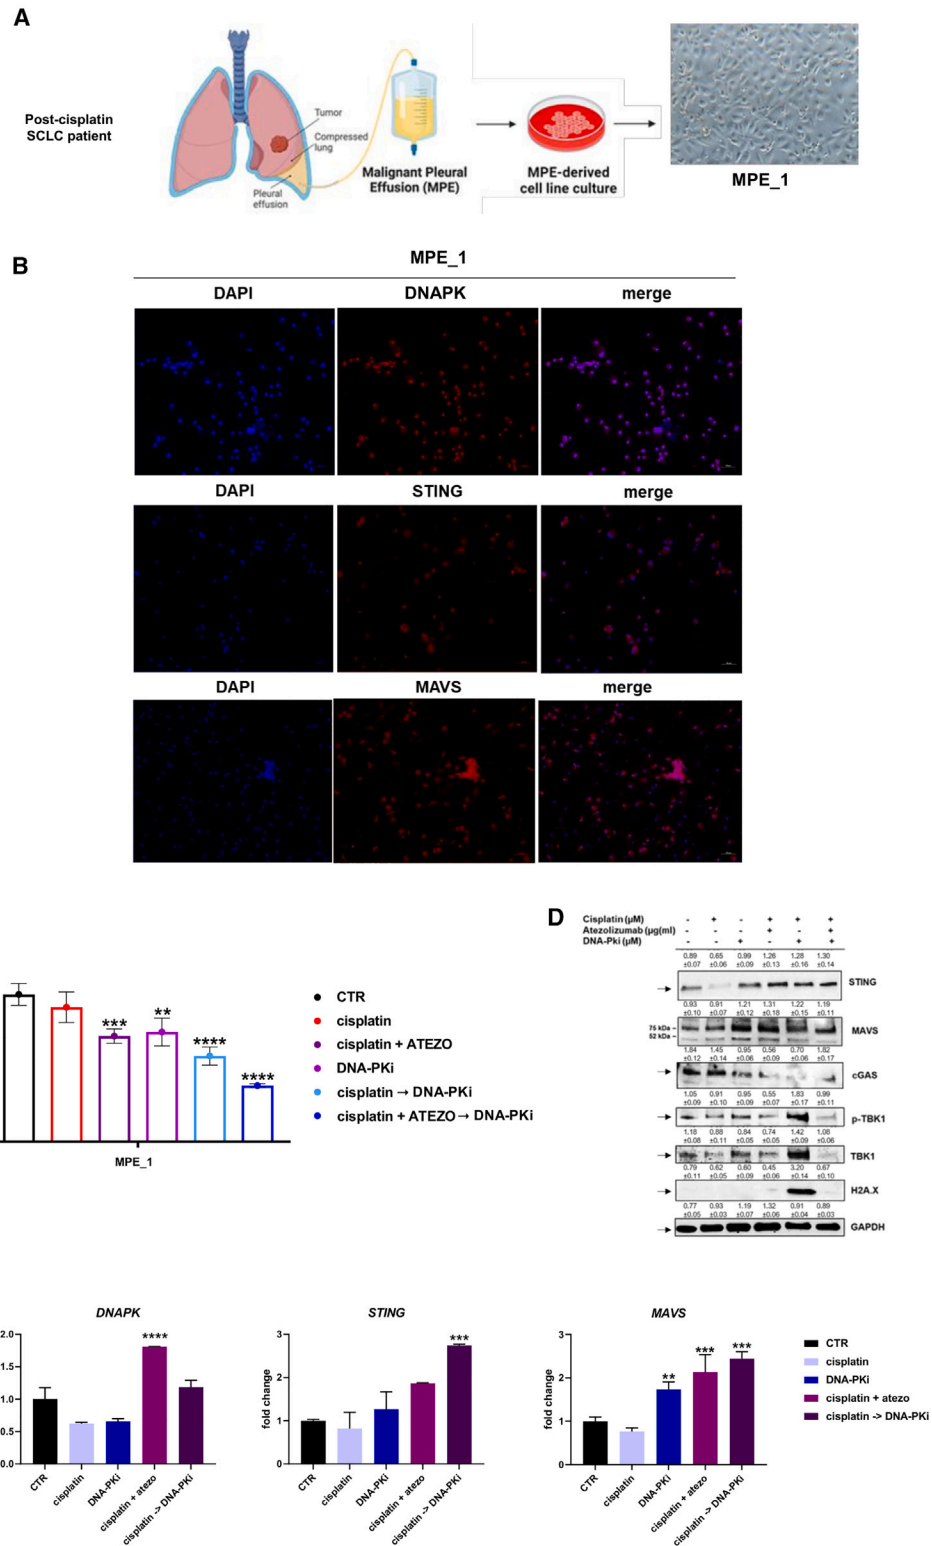 A
Post-cisplatin
SCLC patient
Tumor
Compressed
lung
Pleural
effusion
Malignant Pleural
Effusion (MPE)
MPE-derived
cell line culture
MPE_1
B
MPE_1
DAPI DNAPK merge
DAPI STING merge
DAPI MAVS merge
*** ** **** ****
MPE_1
CTR
cisplatin
cisplatin + ATEZO
DNA-PKi
cisplatin → DNA-PKi
cisplatin + ATEZO → DNA-PKi
D
Cisplatin (µM) - + - + + +
Atezolizumab (µg(ml) - - - + - +
DNA-Pki (µM) - - + - + +
0.89 0.65 0.99 1.26 1.28 1.30
±0.07 ±0.06 ±0.09 ±0.13 ±0.16 ±0.14
STING
0.93 0.91 1.21 1.31 1.22 1.19
±0.10 ±0.07 ±0.12 ±0.18 ±0.15 ±0.11
75 kDa
52 kDa
MAVS
1.84 1.45 0.95 0.56 0.70 1.82
±0.12 ±0.14 ±0.06 ±0.09 ±0.06 ±0.17
cGAS
1.05 0.91 0.95 0.55 1.83 0.99
±0.09 ±0.10 ±0.09 ±0.07 ±0.17 ±0.11
p-TBK1
1.18 0.88 0.84 0.74 1.42 1.08
±0.08 ±0.11 ±0.05 ±0.05 ±0.09 ±0.06
TBK1
0.79 0.62 0.60 0.45 3.20 0.67
±0.11 ±0.05 ±0.09 ±0.06 ±0.14 ±0.10
H2A.X
0.77 0.93 1.19 1.32 0.91 0.89
±0.05 ±0.03 ±0.07 ±0.06 ±0.04 ±0.03
GAPDH
DNAPK
2.0
1.5
1.0
0.5
0.0
****
CTR
cisplatin
DNA-PKi
cisplatin + atezo
cisplatin -> DNA-PKi
STING
fold change
3
2
1
0
***
CTR
cisplatin
DNA-PKi
cisplatin + atezo
cisplatin -> DNA-PKi
MAVS
fold change
3
2
1
0
** *** ***
CTR
cisplatin
DNA-PKi
cisplatin + atezo
cisplatin -> DNA-PKi
CTR
cisplatin
DNA-PKi
cisplatin + atezo
cisplatin -> DNA-PKi